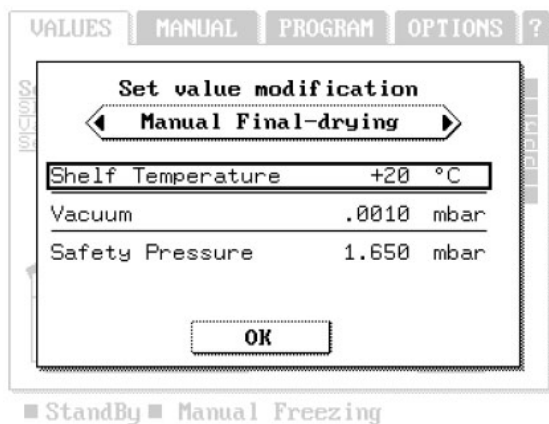 VALUES MANUAL PROGRAM OPTIONS ?
Set value modification
Manual Final-drying
Shelf Temperature +20 °C
Vacuum .0010 mbar
Safety Pressure 1.650 mbar
OK
StandBy Manual Freezing